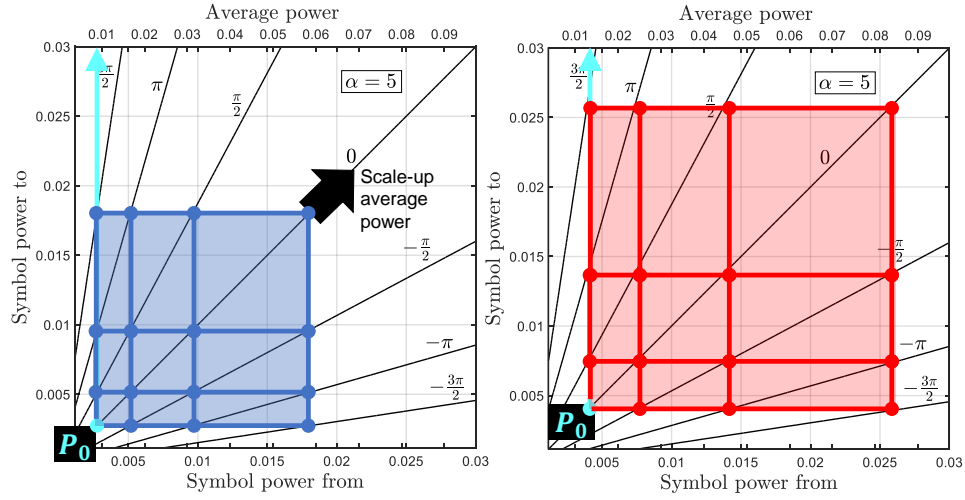 Average power
0.01 0.02 0.03 0.04 0.05 0.06 0.07 0.08 0.09
0.03
0.025
0.02
0.015
0.01
0.005
Symbol power to
3π/2
π
π/2
α = 5
0
Scale-up
average
power
−π/2
−π
−3π/2
P₀
0.005 0.01 0.015 0.02 0.025 0.03
Symbol power from
Average power
0.01 0.02 0.03 0.04 0.05 0.06 0.07 0.08 0.09
0.03
0.025
0.02
0.015
0.01
0.005
Symbol power to
3π/2
π
π/2
α = 5
0
−π/2
−π
−3π/2
P₀
0.005 0.01 0.015 0.02 0.025 0.03
Symbol power from